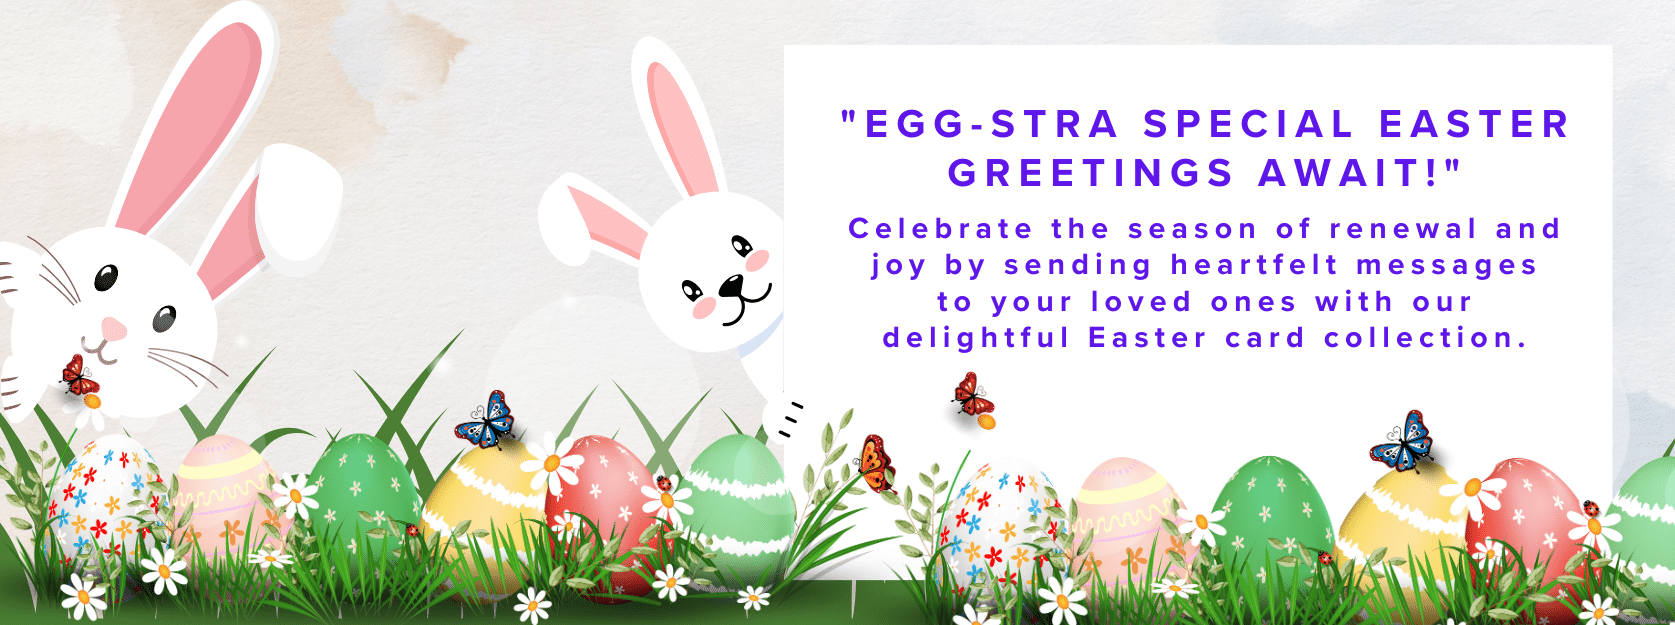 "EGG-STRA SPECIAL EASTER
GREETINGS AWAIT!"
Celebrate the season of renewal and
joy by sending heartfelt messages
to your loved ones with our
delightful Easter card collection.